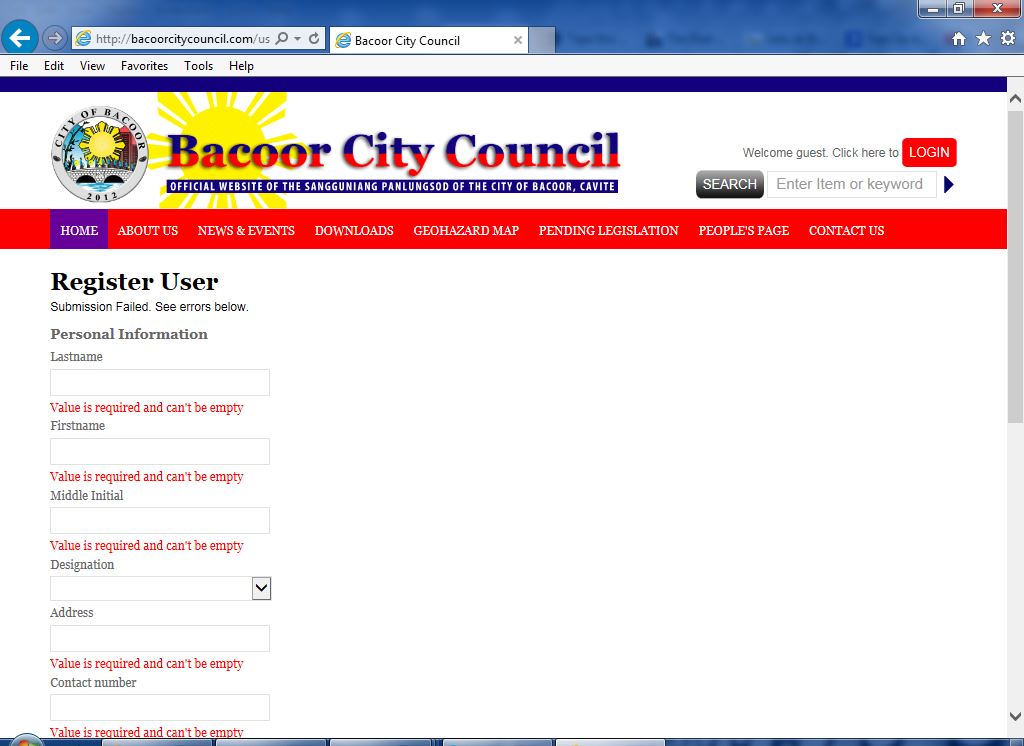 http://bacoorcitycouncil.com/us
Bacoor City Council
File Edit View Favorites Tools Help
CITY OF BACOOR
2012
Bacoor City Council
OFFICIAL WEBSITE OF THE SANGGUNIANG PANLUNGSOD OF THE CITY OF BACOOR, CAVITE
Welcome guest. Click here to LOGIN
SEARCH Enter Item or keyword
HOME ABOUT US NEWS & EVENTS DOWNLOADS GEOHAZARD MAP PENDING LEGISLATION PEOPLE'S PAGE CONTACT US
Register User
Submission Failed. See errors below.
Personal Information
Lastname
Value is required and can't be empty
Firstname
Value is required and can't be empty
Middle Initial
Value is required and can't be empty
Designation
Address
Value is required and can't be empty
Contact number
Value is required and can't be empty